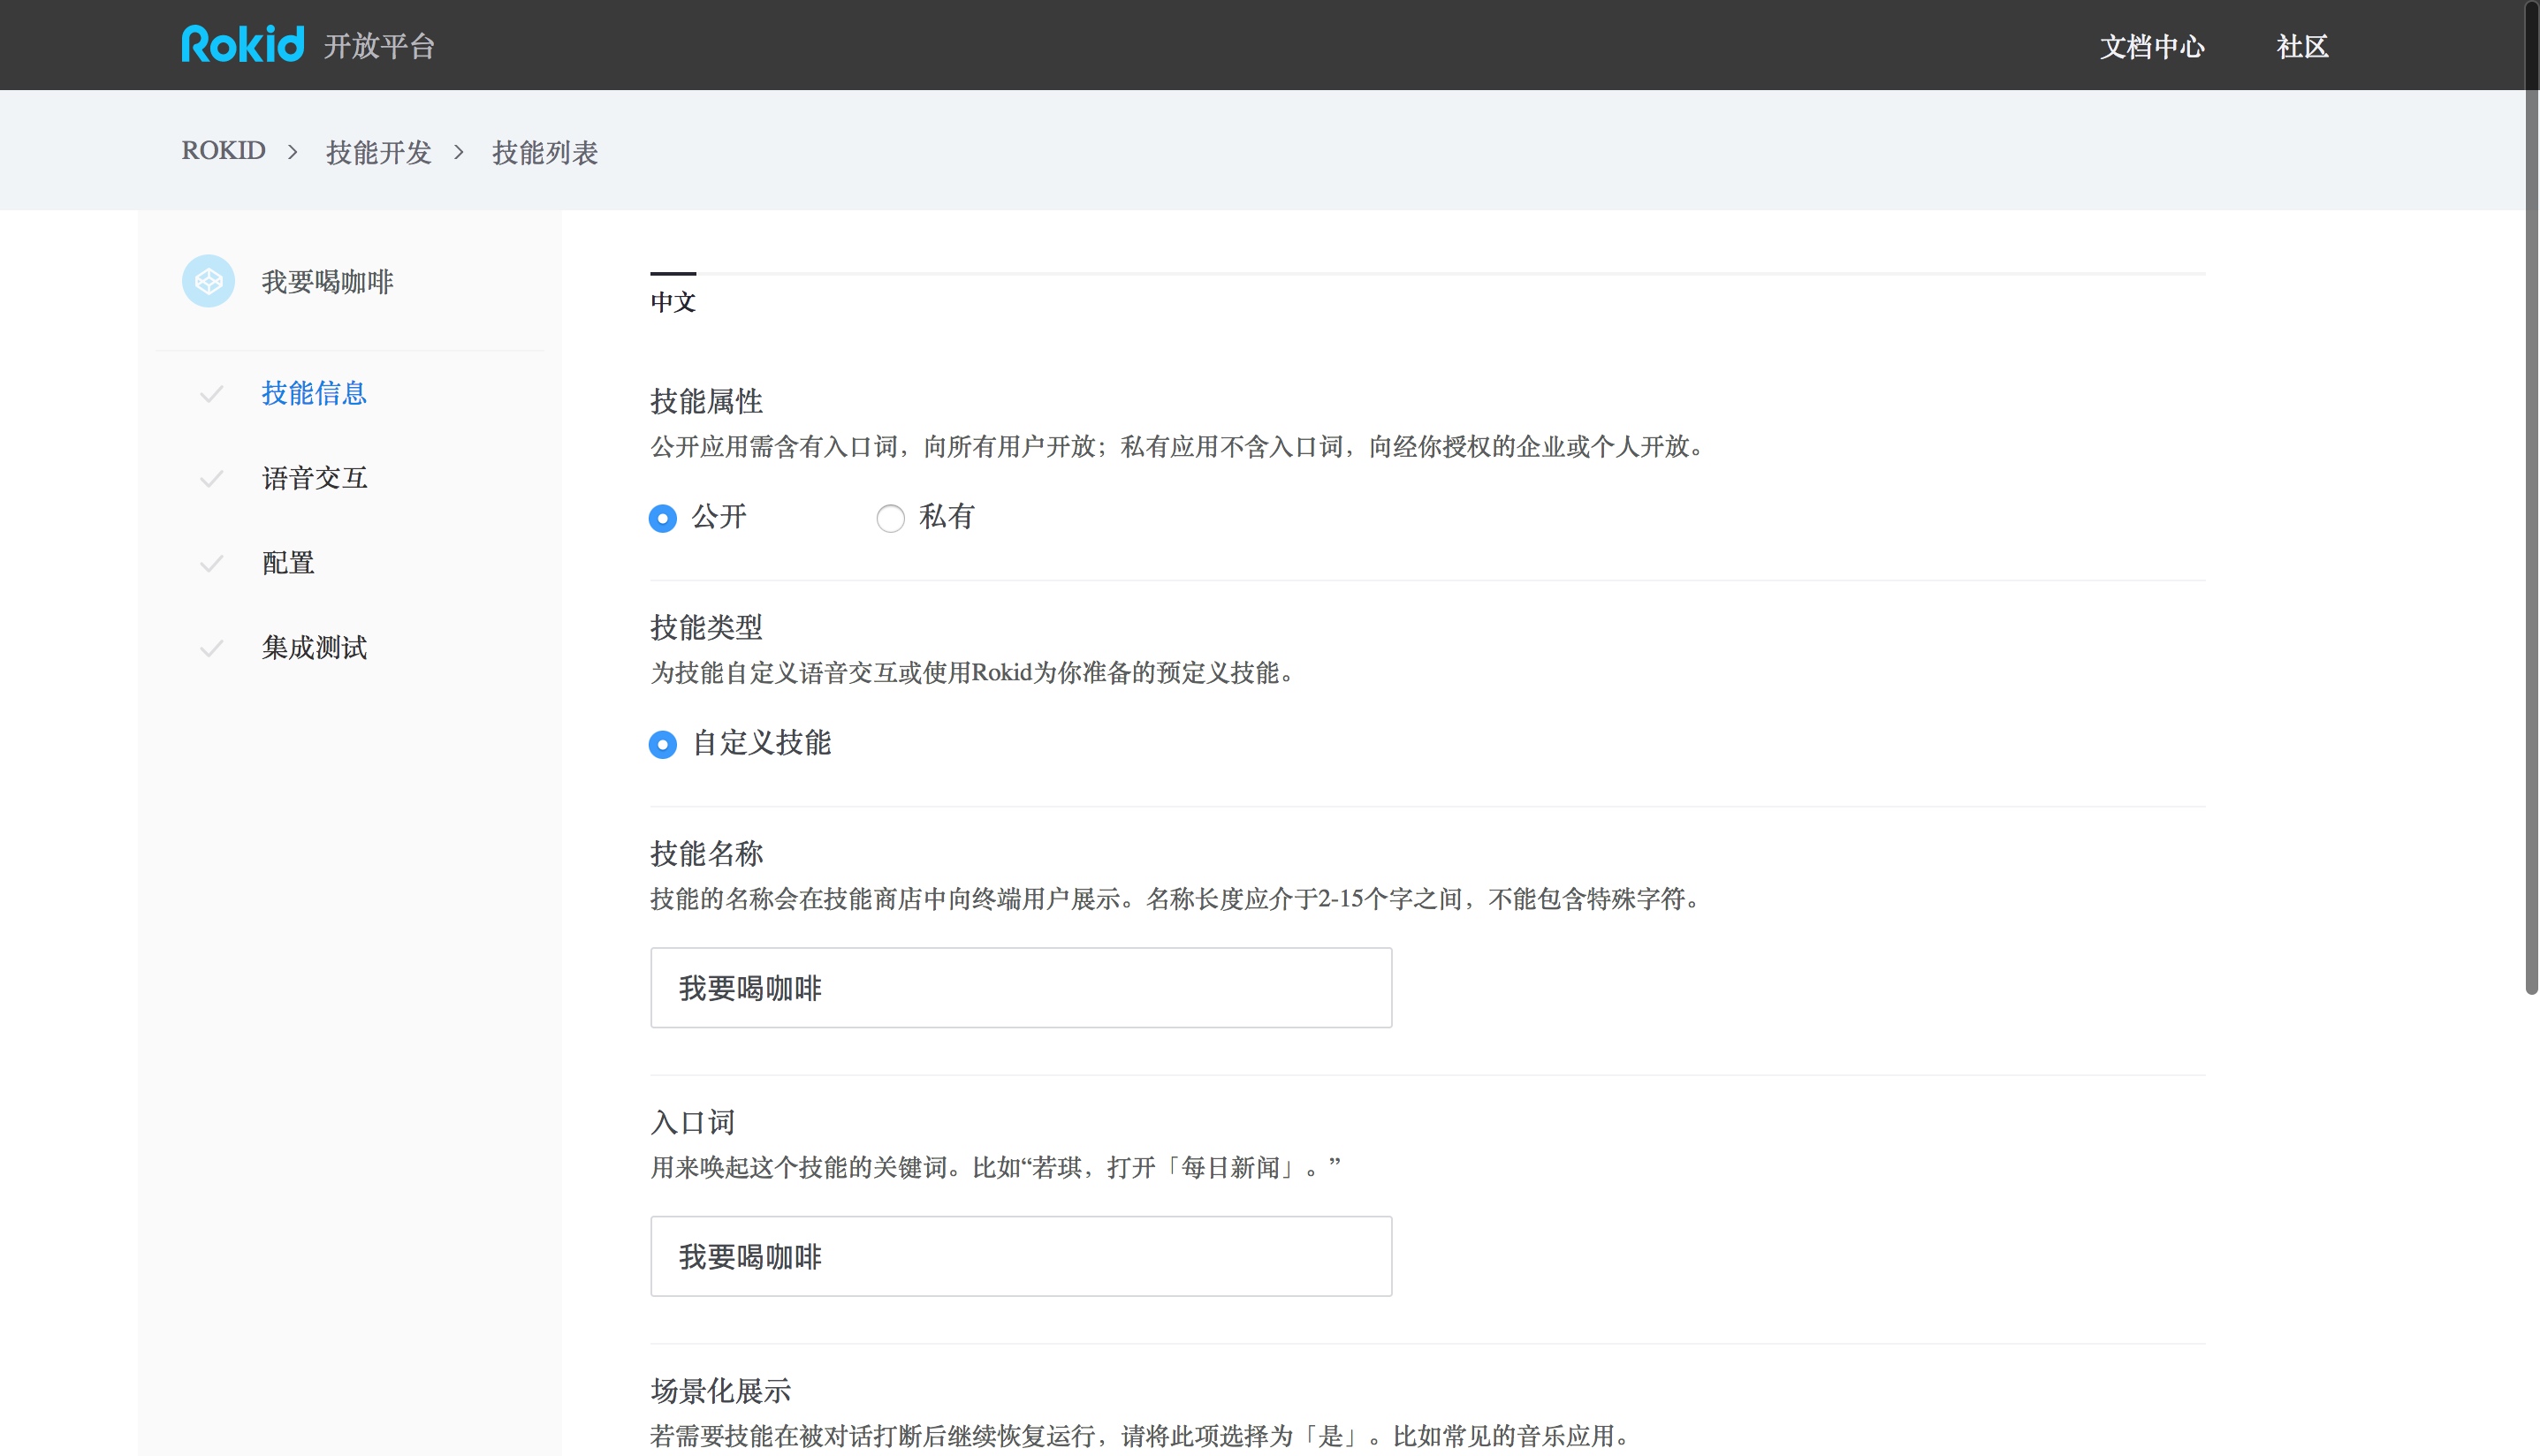 Rokid 开放平台
文档中心 社区
ROKID > 技能开发 > 技能列表
我要喝咖啡
技能信息
语音交互
配置
集成测试
中文
技能属性
公开应用需含有入口词，向所有用户开放；私有应用不含入口词，向经你授权的企业或个人开放。
公开 私有
技能类型
为技能自定义语音交互或使用Rokid为你准备的预定义技能。
自定义技能
技能名称
技能的名称会在技能商店中向终端用户展示。名称长度应介于2-15个字之间，不能包含特殊字符。
我要喝咖啡
入口词
用来唤起这个技能的关键词。比如“若琪，打开「每日新闻」。”
我要喝咖啡
场景化展示
若需要技能在被对话打断后继续恢复运行，请将此项选择为「是」。比如常见的音乐应用。